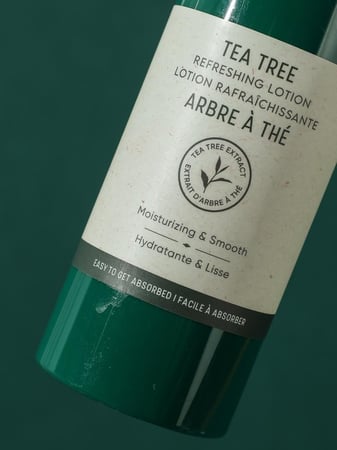 TEA TREE
REFRESHING LOTION
LOTION RAFRAÎCHISSANTE
ARBRE À THÉ
TEA TREE EXTRACT
EXTRAIT D'ARBRE À THÉ
Moisturizing & Smooth
Hydratante & Lisse
EASY TO GET ABSORBED | FACILE À ABSORBER